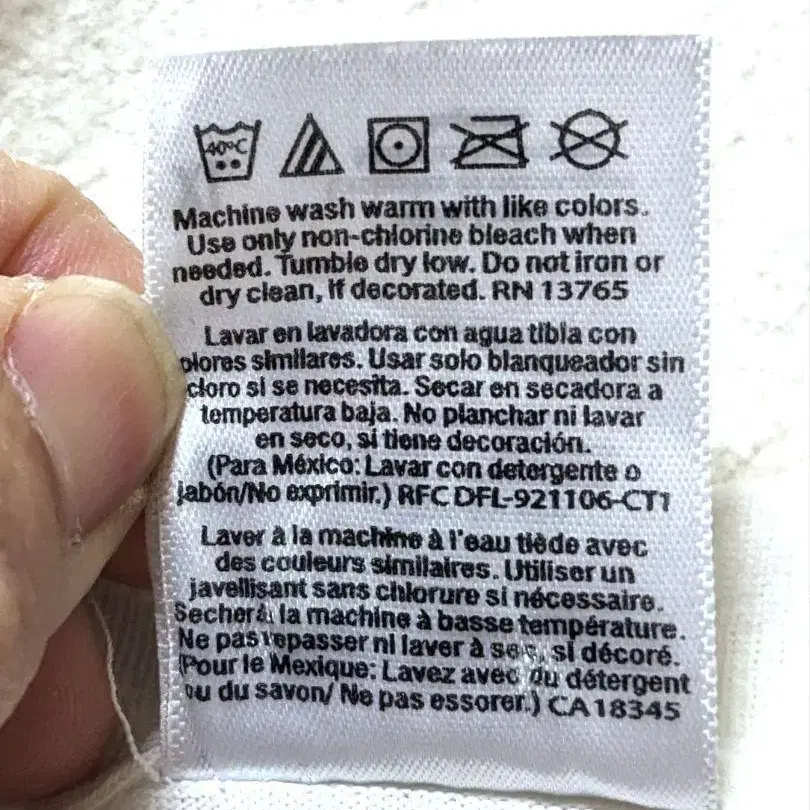 40°C
Machine wash warm with like colors.
Use only non-chlorine bleach when
needed. Tumble dry low. Do not iron or
dry clean, if decorated. RN 13765
Lavar en lavadora con agua tibia con
olores similares. Usar solo blanqueador sin
cloro si se necesita. Secar en secadora a
temperatura baja. No planchar ni lavar
en seco, si tiene decoración.
(Para México: Lavar con detergente o
jabón/No exprimir.) RFC DFL-921106-CT1
Laver à la machine à l'eau tiède avec
des couleurs similaires. Utiliser un
javellisant sans chlorure si nécessaire.
Secher à la machine à basse température.
Ne pas repasser ni laver à sec, si décoré.
(Pour le Mexique: Lavez avec du détergent
ou du savon/ Ne pas essorer.) CA 18345